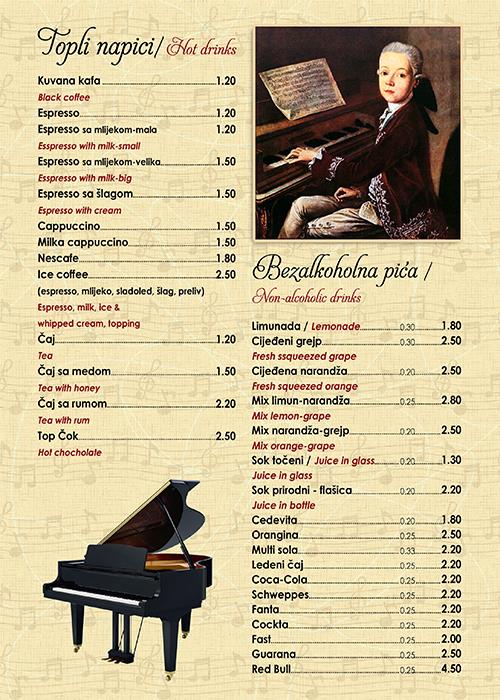 Topli napici/ Hot drinks
Kuvana kafa 1.20
Black coffee
Espresso 1.20
Espresso sa mlijekom-mala 1.20
Esspresso with milk-small
Espresso sa mlijekom-velika 1.50
Esspresso with milk-big
Espresso sa šlagom 1.50
Espresso with cream
Cappuccino 1.50
Milka cappuccino 1.50
Nescafe 1.80
Ice coffee 2.50
(espresso, mlijeko, sladoled, šlag, preliv)
Espresso, milk, ice &
whipped cream, topping
Čaj 1.20
Tea
Čaj sa medom 1.50
Tea with honey
Čaj sa rumom 2.20
Tea with rum
Top Čok 2.50
Hot chocholate
Bezalkoholna pića /
Non-alcoholic drinks
Limunada / Lemonade 0,30 1.80
Cijeđeni grejp 0,30 2.50
Fresh ssqueezed grape
Cijeđena narandža 0,20 2.50
Fresh squeezed orange
Mix limun-narandža 0,25 2.80
Mix lemon-grape
Mix narandža-grejp 0,20 2.50
Mix orange-grape
Sok točeni / Juice in glass 0,20 1.30
Juice in glass
Sok prirodni - flašica 0,20 2.20
Juice in bottle
Cedevita 0,20 1.80
Orangina 0,25 2.50
Multi sola 0,33 2.20
Ledeni čaj 0,25 2.20
Coca-Cola 0,25 2.20
Schweppes 0,25 2.20
Fanta 0,25 2.20
Cockta 0,25 2.20
Fast 0,25 2.00
Guarana 0,25 2.50
Red Bull 0,25 4.50